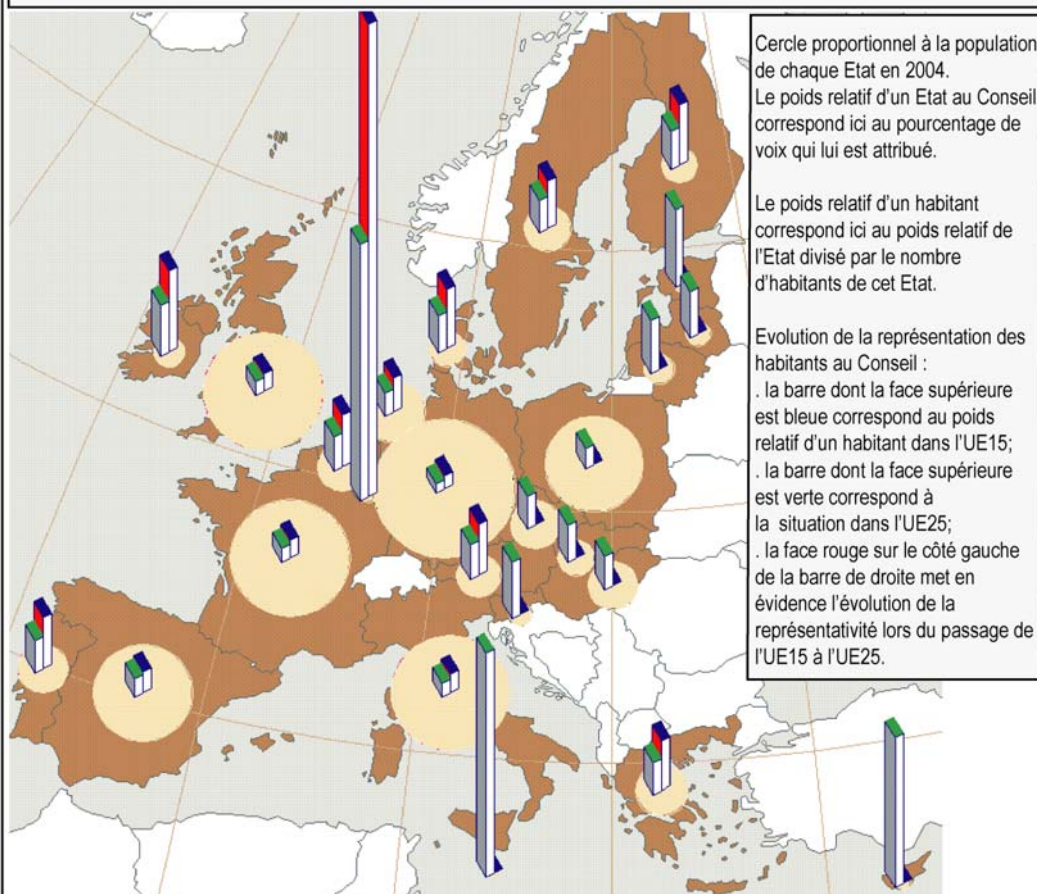 Cercle proportionnel à la population
de chaque Etat en 2004.
Le poids relatif d'un Etat au Conseil
correspond ici au pourcentage de
voix qui lui est attribué.
Le poids relatif d'un habitant
correspond ici au poids relatif de
l'Etat divisé par le nombre
d'habitants de cet Etat.
Evolution de la représentation des
habitants au Conseil :
. la barre dont la face supérieure
est bleue correspond au poids
relatif d'un habitant dans l'UE15;
. la barre dont la face supérieure
est verte correspond à
la situation dans l'UE25;
. la face rouge sur le côté gauche
de la barre de droite met en
évidence l'évolution de la
représentativité lors du passage de
l'UE15 à l'UE25.